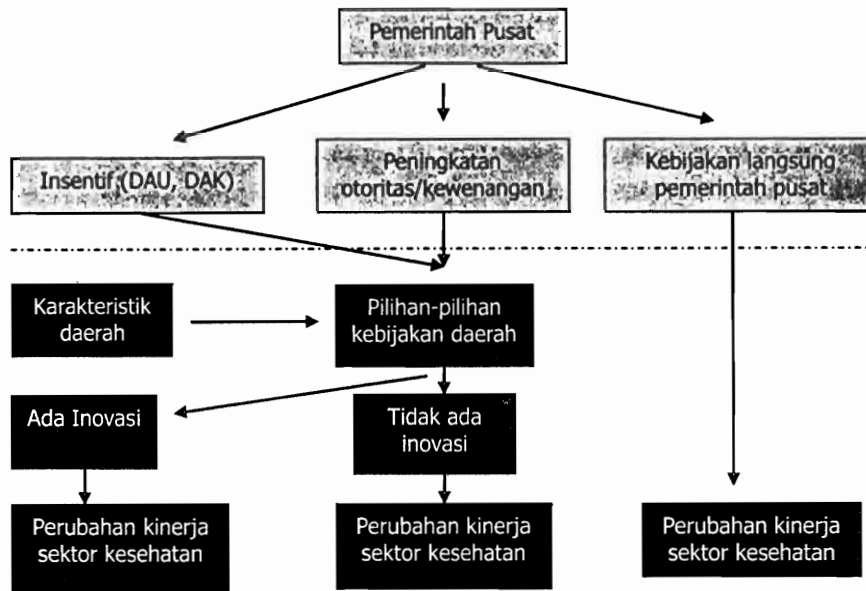 Pemerintah Pusat
Insentif (DAU, DAK)
Peningkatan
otoritas/kewenangan
Kebijakan langsung
pemerintah pusat
Karakteristik
daerah
Pilihan-pilihan
kebijakan daerah
Ada Inovasi
Tidak ada
inovasi
Perubahan kinerja
sektor kesehatan
Perubahan kinerja
sektor kesehatan
Perubahan kinerja
sektor kesehatan